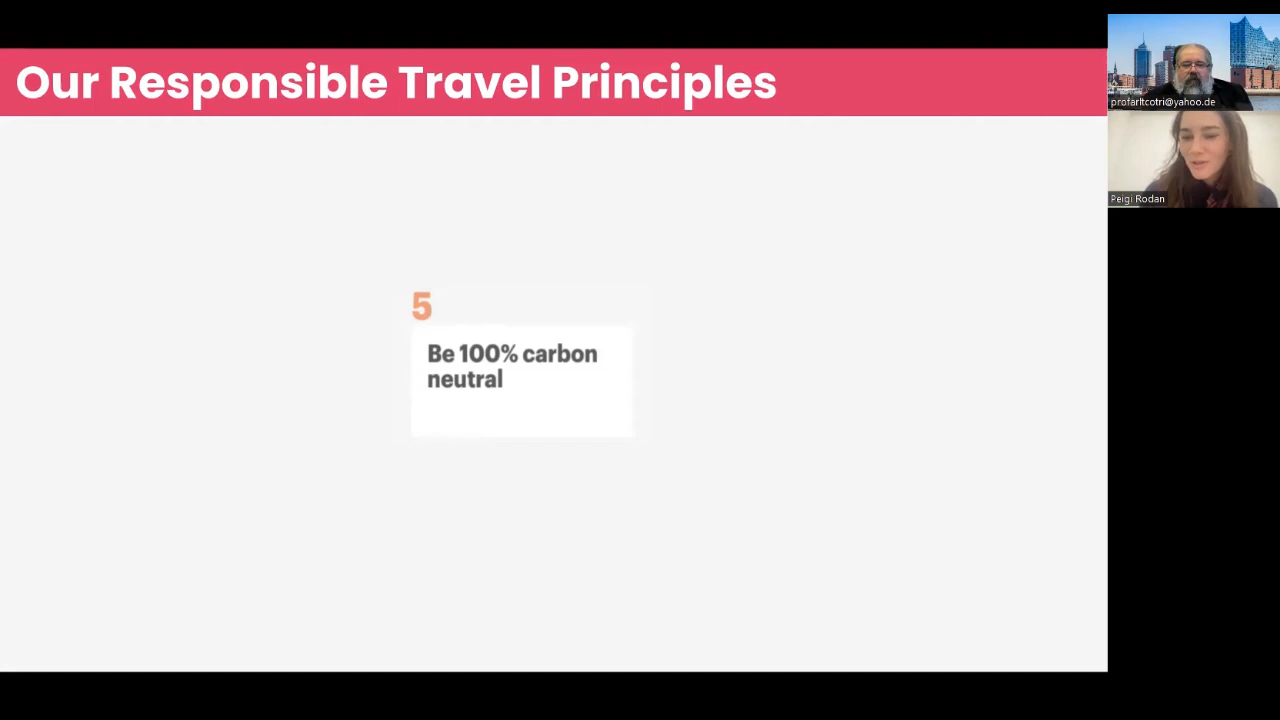 Our Responsible Travel Principles
5
Be 100% carbon
neutral
profarltcotri@yahoo.de
Peigi Rodan